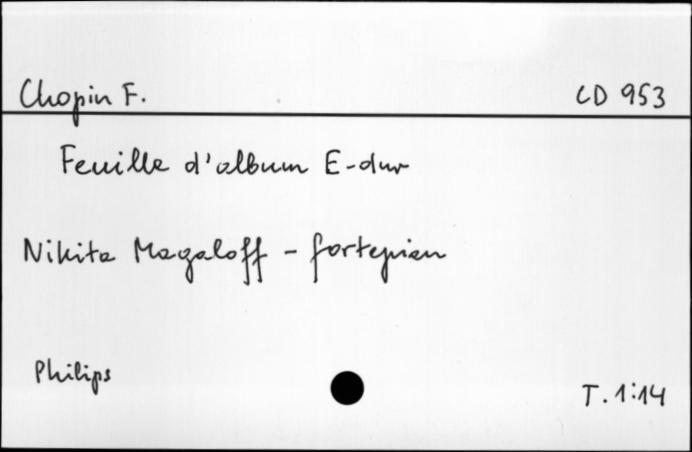 Chopin F. CD 953
Feuille d'album E-dur
Nikita Magaloff - fortepian
Philips
T. 1:14